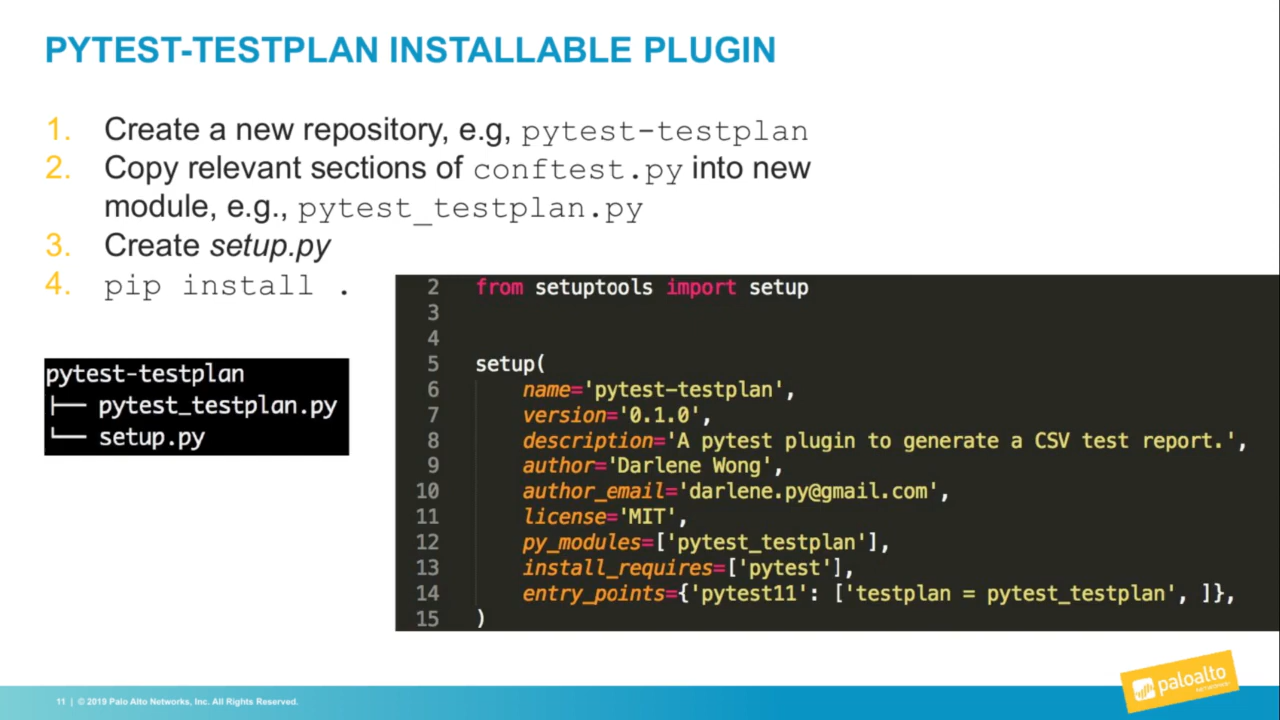 PYTEST-TESTPLAN INSTALLABLE PLUGIN
1. Create a new repository, e.g, pytest-testplan
2. Copy relevant sections of conftest.py into new
module, e.g., pytest_testplan.py
3. Create setup.py
4. pip install .
pytest-testplan
├── pytest_testplan.py
└── setup.py
2 from setuptools import setup
3
4
5 setup(
6     name='pytest-testplan',
7     version='0.1.0',
8     description='A pytest plugin to generate a CSV test report.',
9     author='Darlene Wong',
10     author_email='darlene.py@gmail.com',
11     license='MIT',
12     py_modules=['pytest_testplan'],
13     install_requires=['pytest'],
14     entry_points={'pytest11': ['testplan = pytest_testplan', ]},
15 )
11 | © 2019 Palo Alto Networks, Inc. All Rights Reserved.
paloalto
NETWORKS